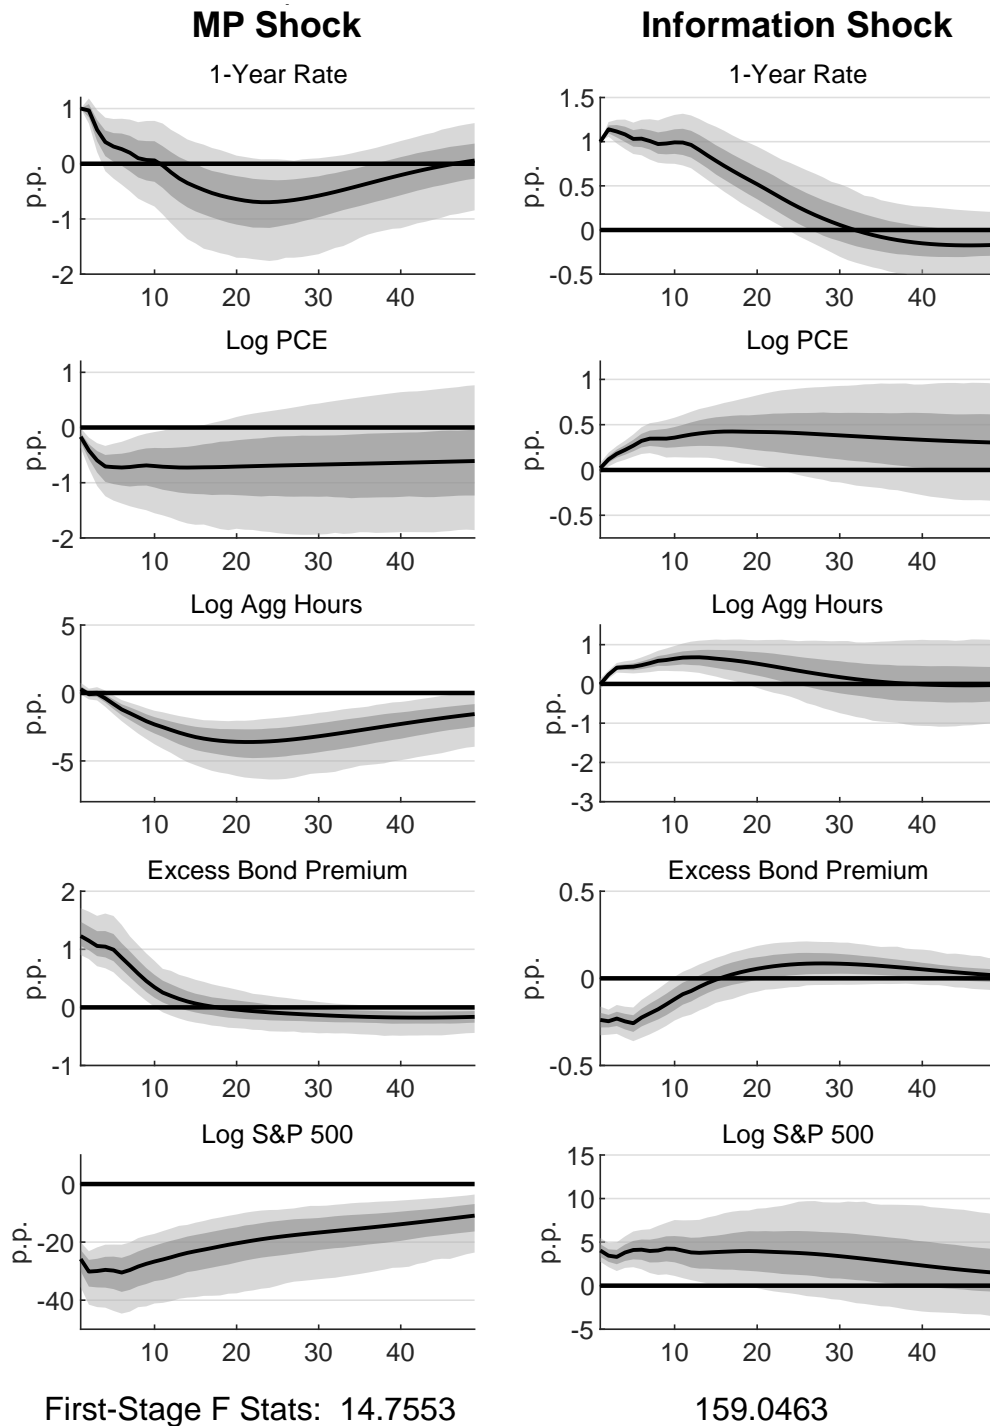 MP Shock
Information Shock
1-Year Rate
p.p.
1
0
-1
-2
10 20 30 40
1-Year Rate
p.p.
1.5
1
0.5
0
-0.5
10 20 30 40
Log PCE
p.p.
1
0
-1
-2
10 20 30 40
Log PCE
p.p.
1
0.5
0
-0.5
10 20 30 40
Log Agg Hours
p.p.
5
0
-5
10 20 30 40
Log Agg Hours
p.p.
1
0
-1
-2
-3
10 20 30 40
Excess Bond Premium
p.p.
2
1
0
-1
10 20 30 40
Excess Bond Premium
p.p.
0.5
0
-0.5
10 20 30 40
Log S&P 500
p.p.
0
-20
-40
10 20 30 40
Log S&P 500
p.p.
15
10
5
0
-5
10 20 30 40
First-Stage F Stats: 14.7553
159.0463